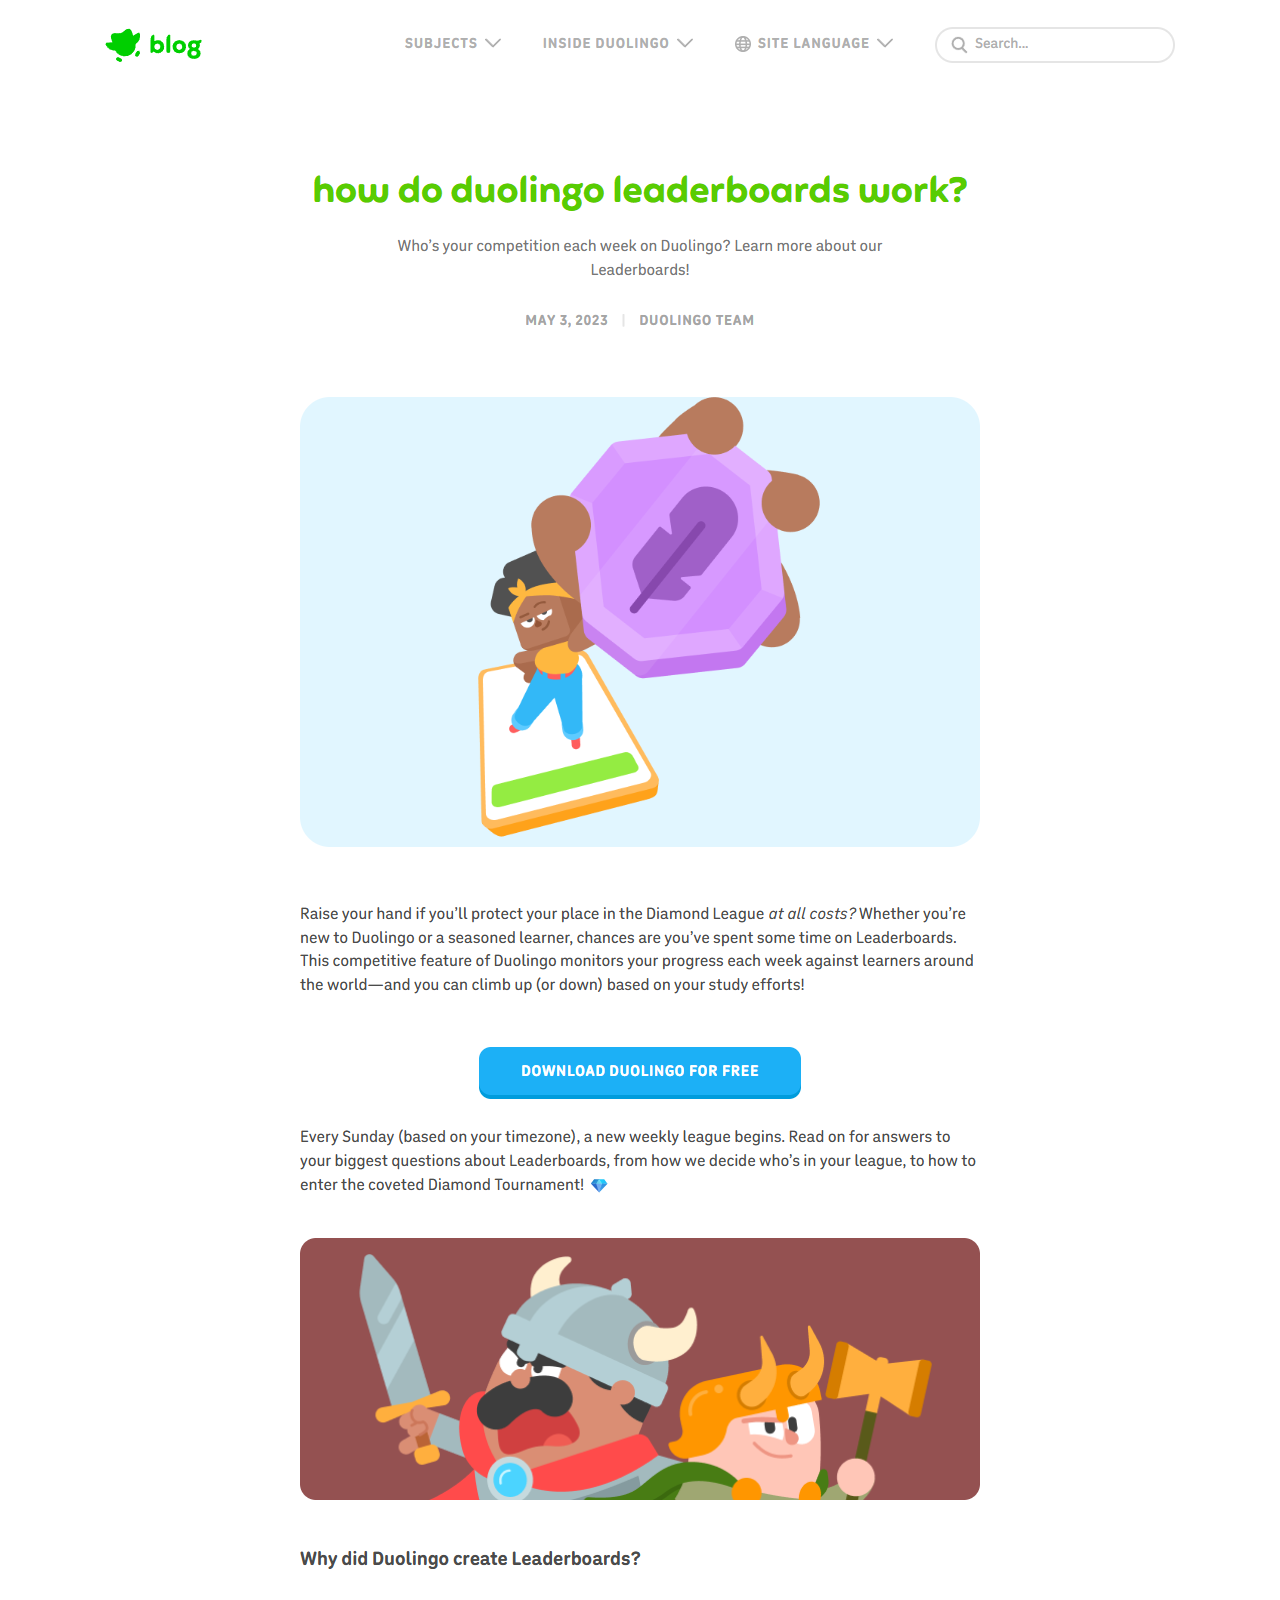 blog
SUBJECTS
INSIDE DUOLINGO
SITE LANGUAGE
Search...
how do duolingo leaderboards work?
Who’s your competition each week on Duolingo? Learn more about our
Leaderboards!
MAY 3, 2023 | DUOLINGO TEAM
Raise your hand if you’ll protect your place in the Diamond League at all costs? Whether you’re
new to Duolingo or a seasoned learner, chances are you’ve spent some time on Leaderboards.
This competitive feature of Duolingo monitors your progress each week against learners around
the world—and you can climb up (or down) based on your study efforts!
DOWNLOAD DUOLINGO FOR FREE
Every Sunday (based on your timezone), a new weekly league begins. Read on for answers to
your biggest questions about Leaderboards, from how we decide who’s in your league, to how to
enter the coveted Diamond Tournament! 💎
Why did Duolingo create Leaderboards?